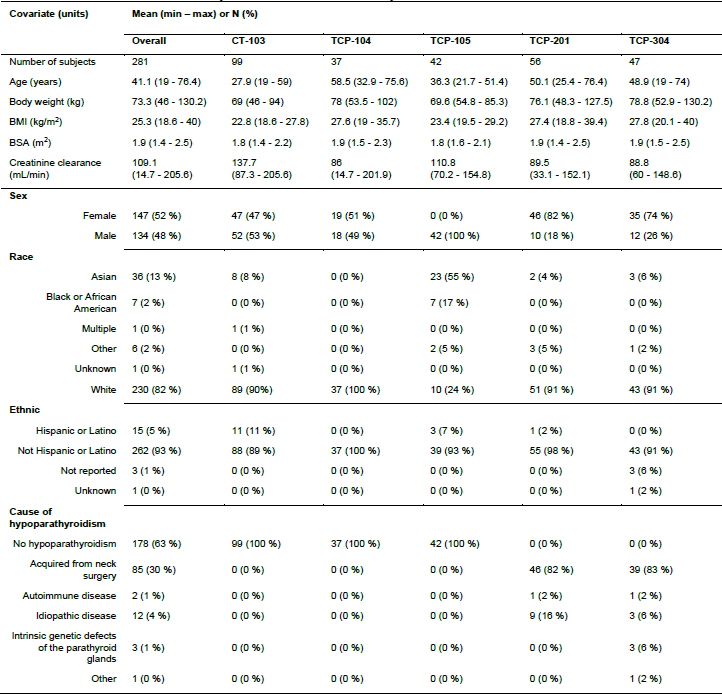 Covariate (units) Mean (min – max) or N (%)
Overall CT-103 TCP-104 TCP-105 TCP-201 TCP-304
Number of subjects 281 99 37 42 56 47
Age (years) 41.1 (19 - 76.4) 27.9 (19 - 59) 58.5 (32.9 - 75.6) 36.3 (21.7 - 51.4) 50.1 (25.4 - 76.4) 48.9 (19 - 74)
Body weight (kg) 73.3 (46 - 130.2) 69 (46 - 94) 78 (53.5 - 102) 69.6 (54.8 - 85.3) 76.1 (48.3 - 127.5) 78.8 (52.9 - 130.2)
BMI (kg/m²) 25.3 (18.6 - 40) 22.8 (18.6 - 27.8) 27.6 (19 - 35.7) 23.4 (19.5 - 29.2) 27.4 (18.8 - 39.4) 27.8 (20.1 - 40)
BSA (m²) 1.9 (1.4 - 2.5) 1.8 (1.4 - 2.2) 1.9 (1.5 - 2.3) 1.8 (1.6 - 2.1) 1.9 (1.4 - 2.5) 1.9 (1.5 - 2.5)
Creatinine clearance 109.1 137.7 86 110.8 89.5 88.8
(mL/min) (14.7 - 205.6) (87.3 - 205.6) (14.7 - 201.9) (70.2 - 154.8) (33.1 - 152.1) (60 - 148.6)
Sex
Female 147 (52 %) 47 (47 %) 19 (51 %) 0 (0 %) 46 (82 %) 35 (74 %)
Male 134 (48 %) 52 (53 %) 18 (49 %) 42 (100 %) 10 (18 %) 12 (26 %)
Race
Asian 36 (13 %) 8 (8 %) 0 (0 %) 23 (55 %) 2 (4 %) 3 (6 %)
Black or African 7 (2 %) 0 (0 %) 0 (0 %) 7 (17 %) 0 (0 %) 0 (0 %)
American
Multiple 1 (0 %) 1 (1 %) 0 (0 %) 0 (0 %) 0 (0 %) 0 (0 %)
Other 6 (2 %) 0 (0 %) 0 (0 %) 2 (5 %) 3 (5 %) 1 (2 %)
Unknown 1 (0 %) 1 (1 %) 0 (0 %) 0 (0 %) 0 (0 %) 0 (0 %)
White 230 (82 %) 89 (90%) 37 (100 %) 10 (24 %) 51 (91 %) 43 (91 %)
Ethnic
Hispanic or Latino 15 (5 %) 11 (11 %) 0 (0 %) 3 (7 %) 1 (2 %) 0 (0 %)
Not Hispanic or Latino 262 (93 %) 88 (89 %) 37 (100 %) 39 (93 %) 55 (98 %) 43 (91 %)
Not reported 3 (1 %) 0 (0 %) 0 (0 %) 0 (0 %) 0 (0 %) 3 (6 %)
Unknown 1 (0 %) 0 (0 %) 0 (0 %) 0 (0 %) 0 (0 %) 1 (2 %)
Cause of
hypoparathyroidism
No hypoparathyroidism 178 (63 %) 99 (100 %) 37 (100 %) 42 (100 %) 0 (0 %) 0 (0 %)
Acquired from neck 85 (30 %) 0 (0 %) 0 (0 %) 0 (0 %) 46 (82 %) 39 (83 %)
surgery
Autoimmune disease 2 (1 %) 0 (0 %) 0 (0 %) 0 (0 %) 1 (2 %) 1 (2 %)
Idiopathic disease 12 (4 %) 0 (0 %) 0 (0 %) 0 (0 %) 9 (16 %) 3 (6 %)
Intrinsic genetic defects
of the parathyroid 3 (1 %) 0 (0 %) 0 (0 %) 0 (0 %) 0 (0 %) 3 (6 %)
glands
Other 1 (0 %) 0 (0 %) 0 (0 %) 0 (0 %) 0 (0 %) 1 (2 %)